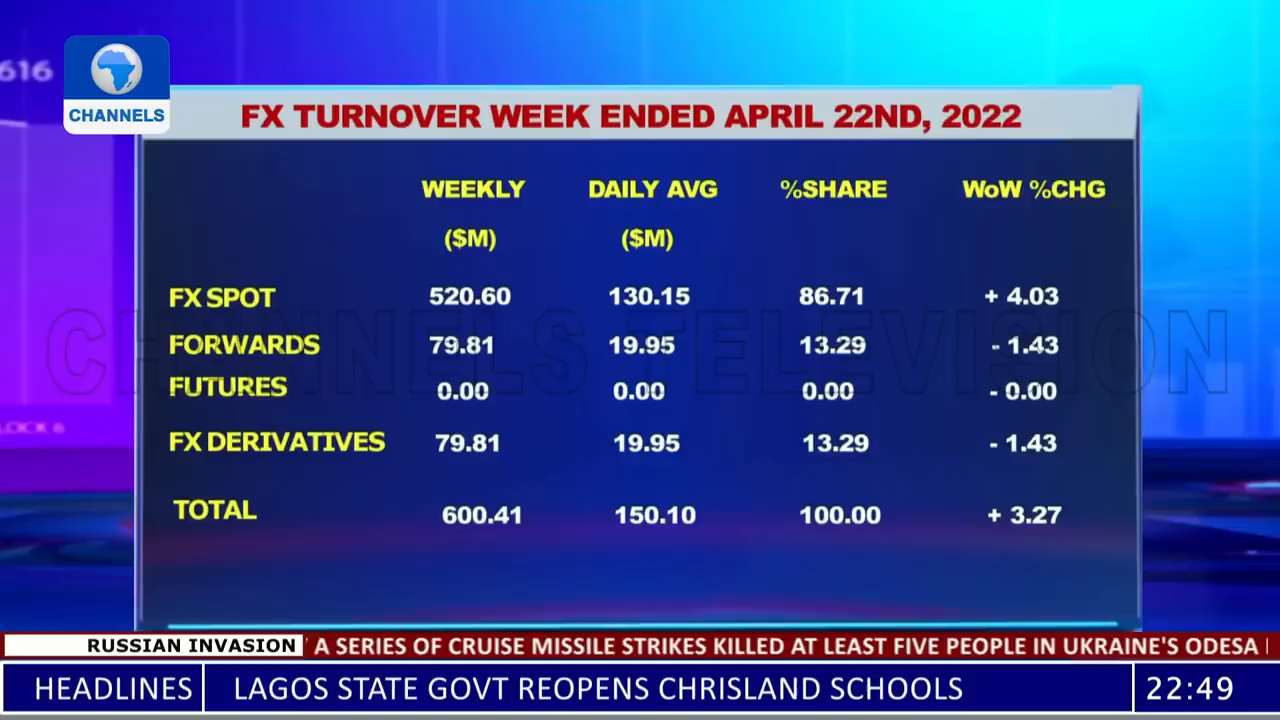 616
CHANNELS
FX TURNOVER WEEK ENDED APRIL 22ND, 2022
WEEKLY DAILY AVG %SHARE WoW %CHG
($M) ($M)
FX SPOT 520.60 130.15 86.71 + 4.03
FORWARDS 79.81 19.95 13.29 - 1.43
FUTURES 0.00 0.00 0.00 - 0.00
FX DERIVATIVES 79.81 19.95 13.29 - 1.43
TOTAL 600.41 150.10 100.00 + 3.27
CHANNELS TELEVISION
LOCK 6
RUSSIAN INVASION A SERIES OF CRUISE MISSILE STRIKES KILLED AT LEAST FIVE PEOPLE IN UKRAINE'S ODESA
HEADLINES LAGOS STATE GOVT REOPENS CHRISLAND SCHOOLS 22:49